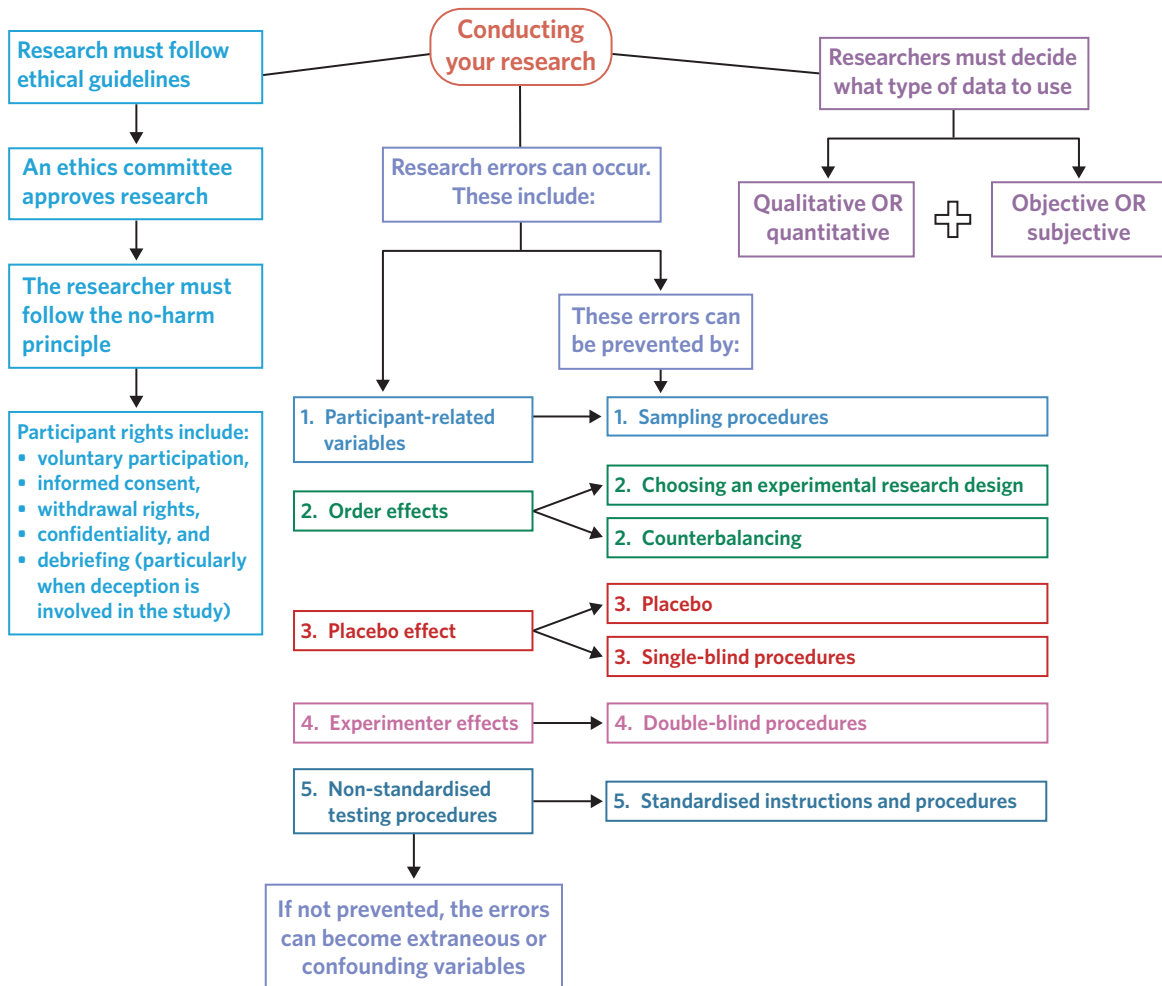 Conducting
your research
Research must follow
ethical guidelines
An ethics committee
approves research
The researcher must
follow the no-harm
principle
Participant rights include:
• voluntary participation,
• informed consent,
• withdrawal rights,
• confidentiality, and
• debriefing (particularly
when deception is
involved in the study)
Research errors can occur.
These include:
These errors can
be prevented by:
1. Participant-related
variables
1. Sampling procedures
2. Order effects
2. Choosing an experimental research design
2. Counterbalancing
3. Placebo effect
3. Placebo
3. Single-blind procedures
4. Experimenter effects
4. Double-blind procedures
5. Non-standardised
testing procedures
5. Standardised instructions and procedures
If not prevented, the errors
can become extraneous or
confounding variables
Researchers must decide
what type of data to use
Qualitative OR
quantitative
Objective OR
subjective